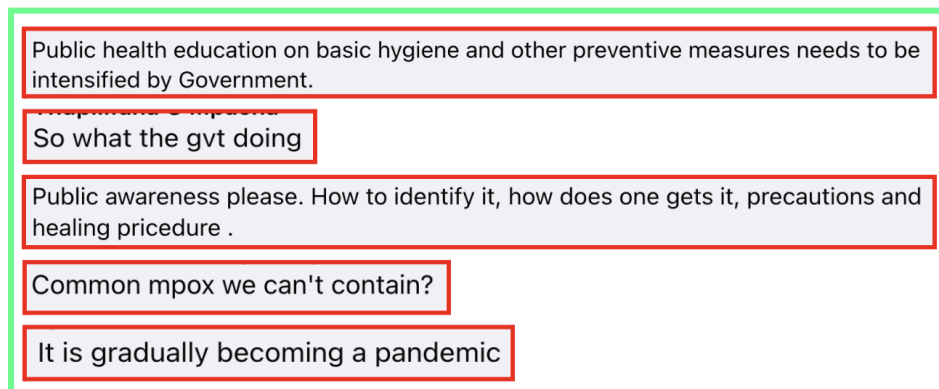 Public health education on basic hygiene and other preventive measures needs to be
intensified by Government.
So what the gvt doing
Public awareness please. How to identify it, how does one gets it, precautions and
healing pricedure .
Common mpox we can't contain?
It is gradually becoming a pandemic